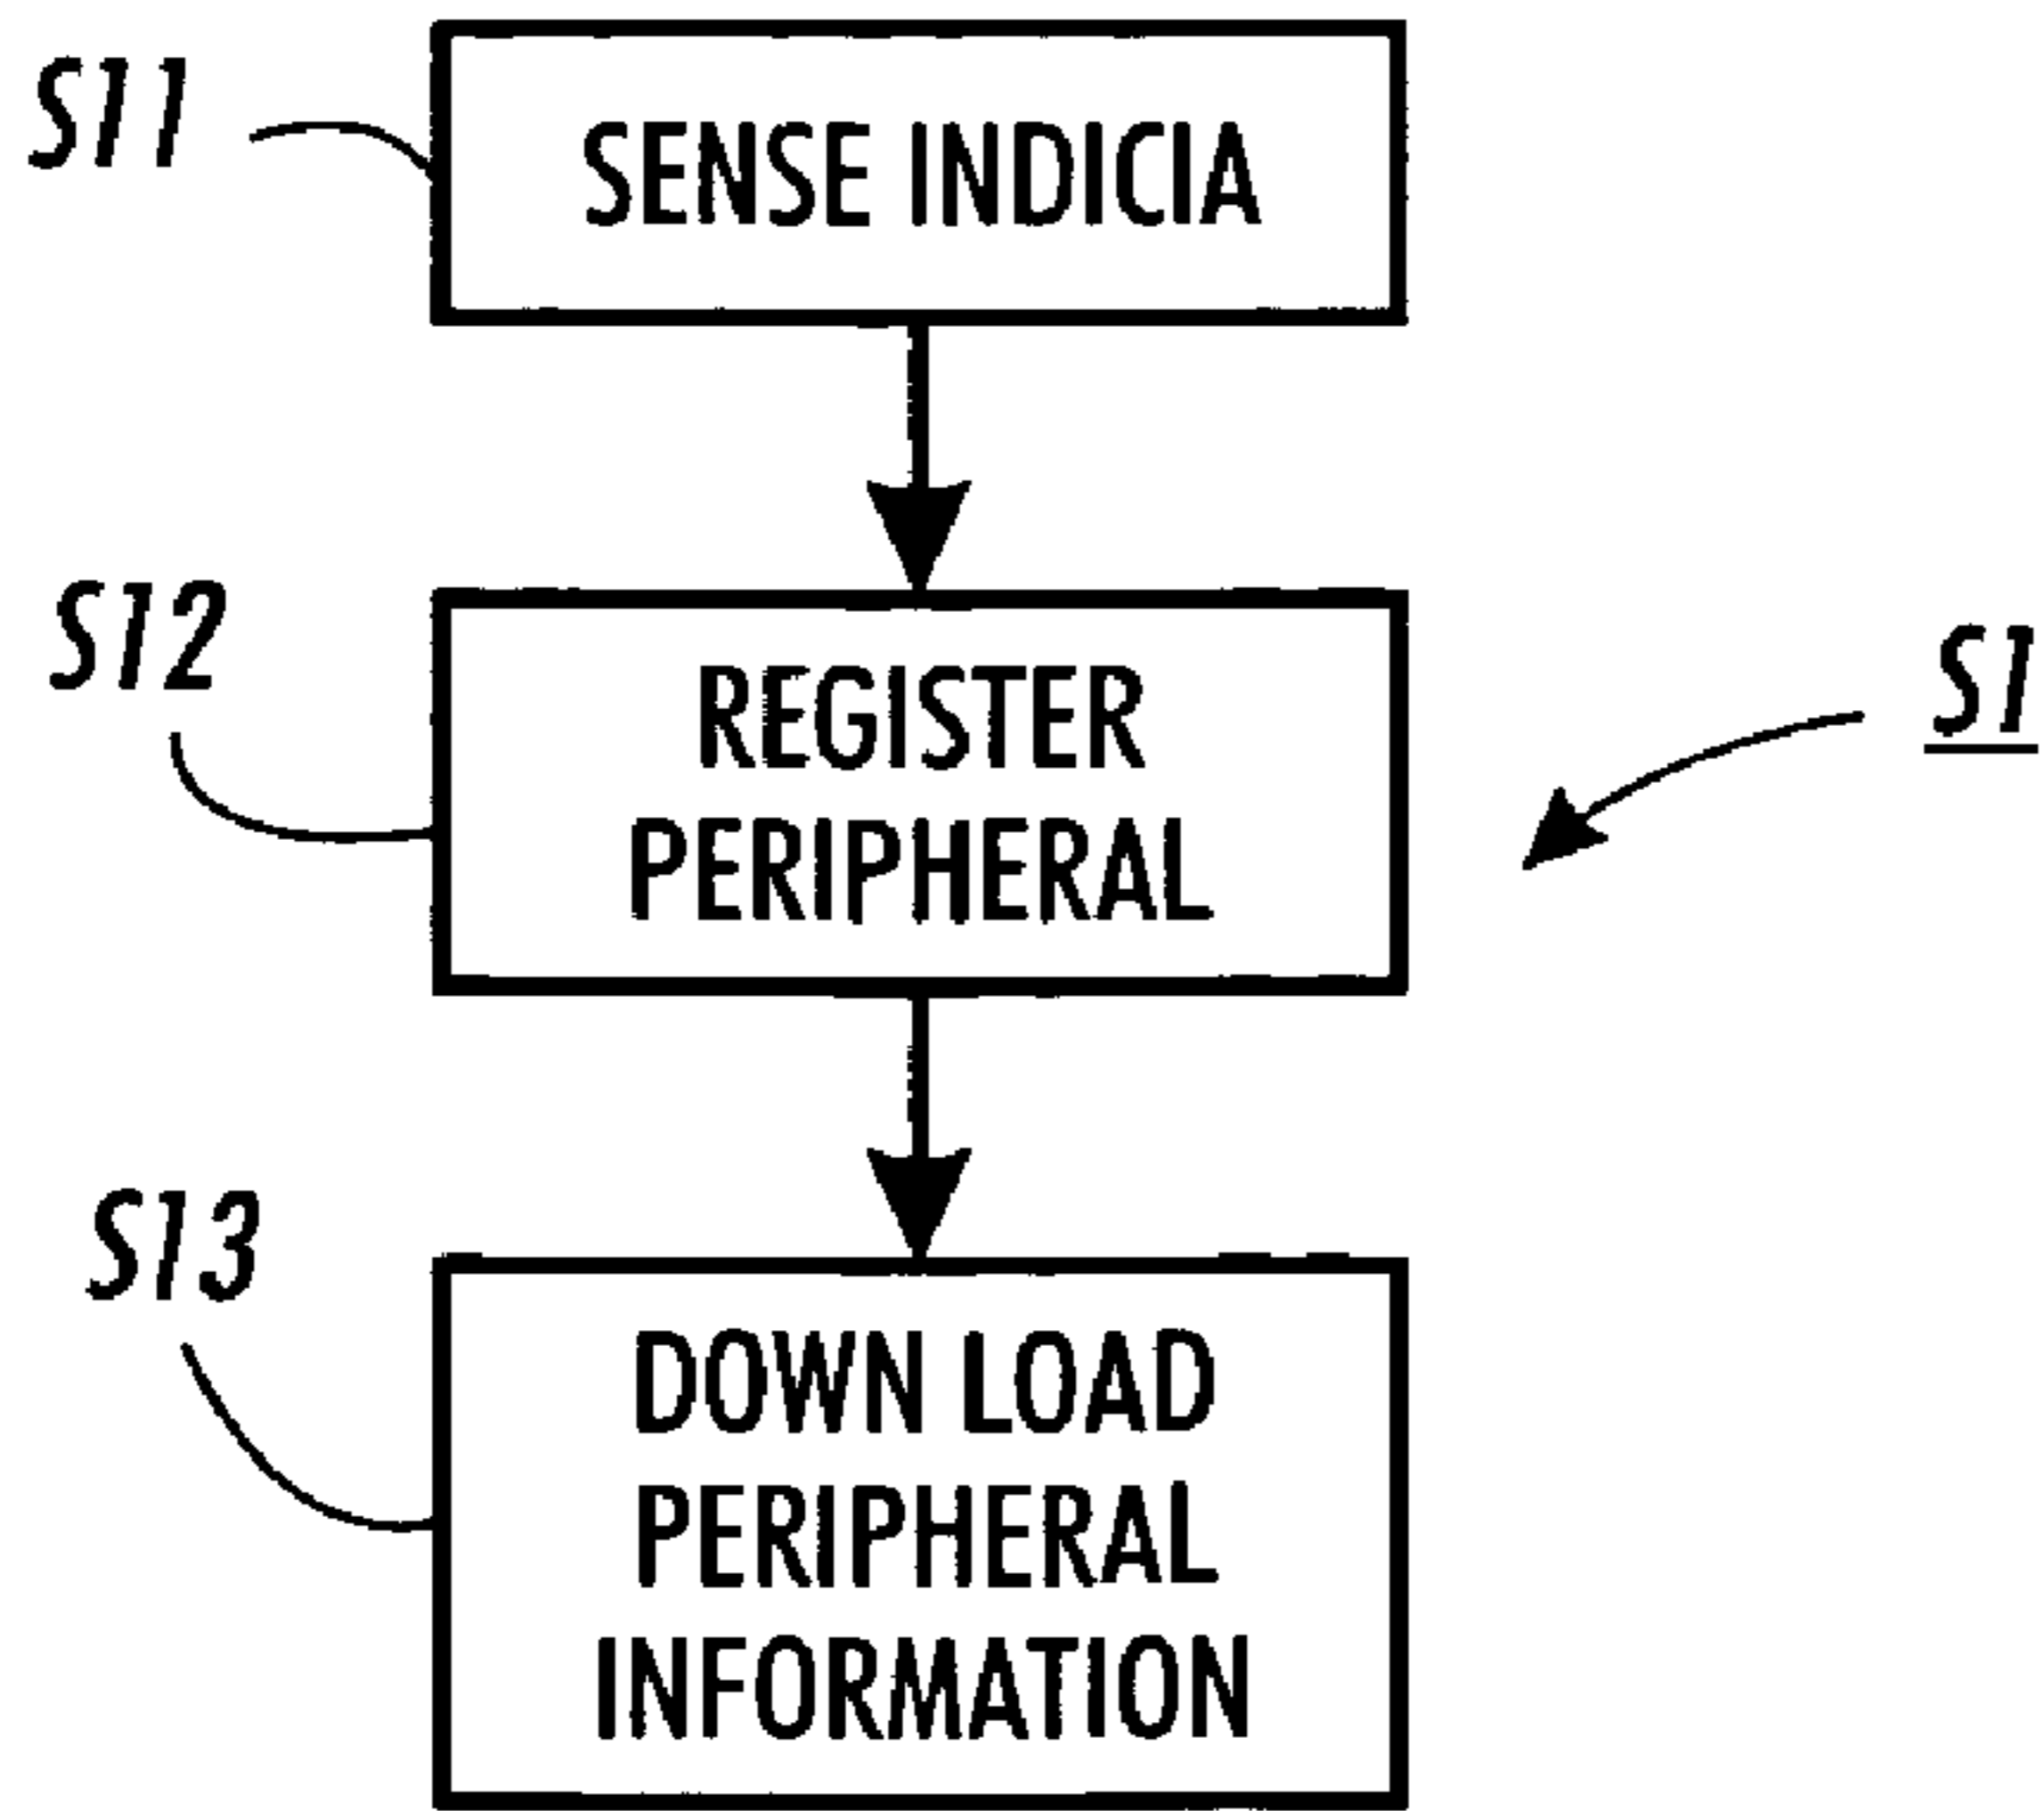 S11
SENSE INDICIA
S12
REGISTER
PERIPHERAL
S1
S13
DOWN LOAD
PERIPHERAL
INFORMATION